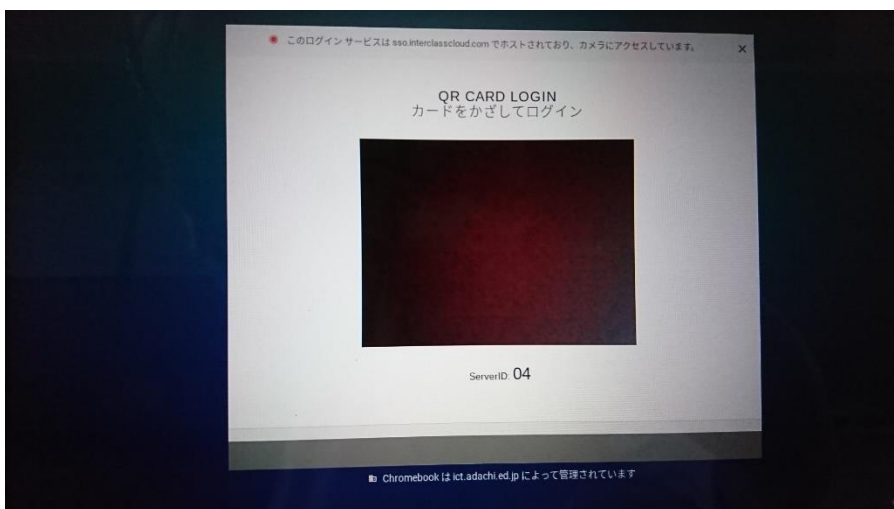 このログイン サービスは sso.interclasscloud.com でホストされており、カメラにアクセスしています。
QR CARD LOGIN
カードをかざしてログイン
ServerID: 04
Chromebook は ict.adachi.ed.jp によって管理されています